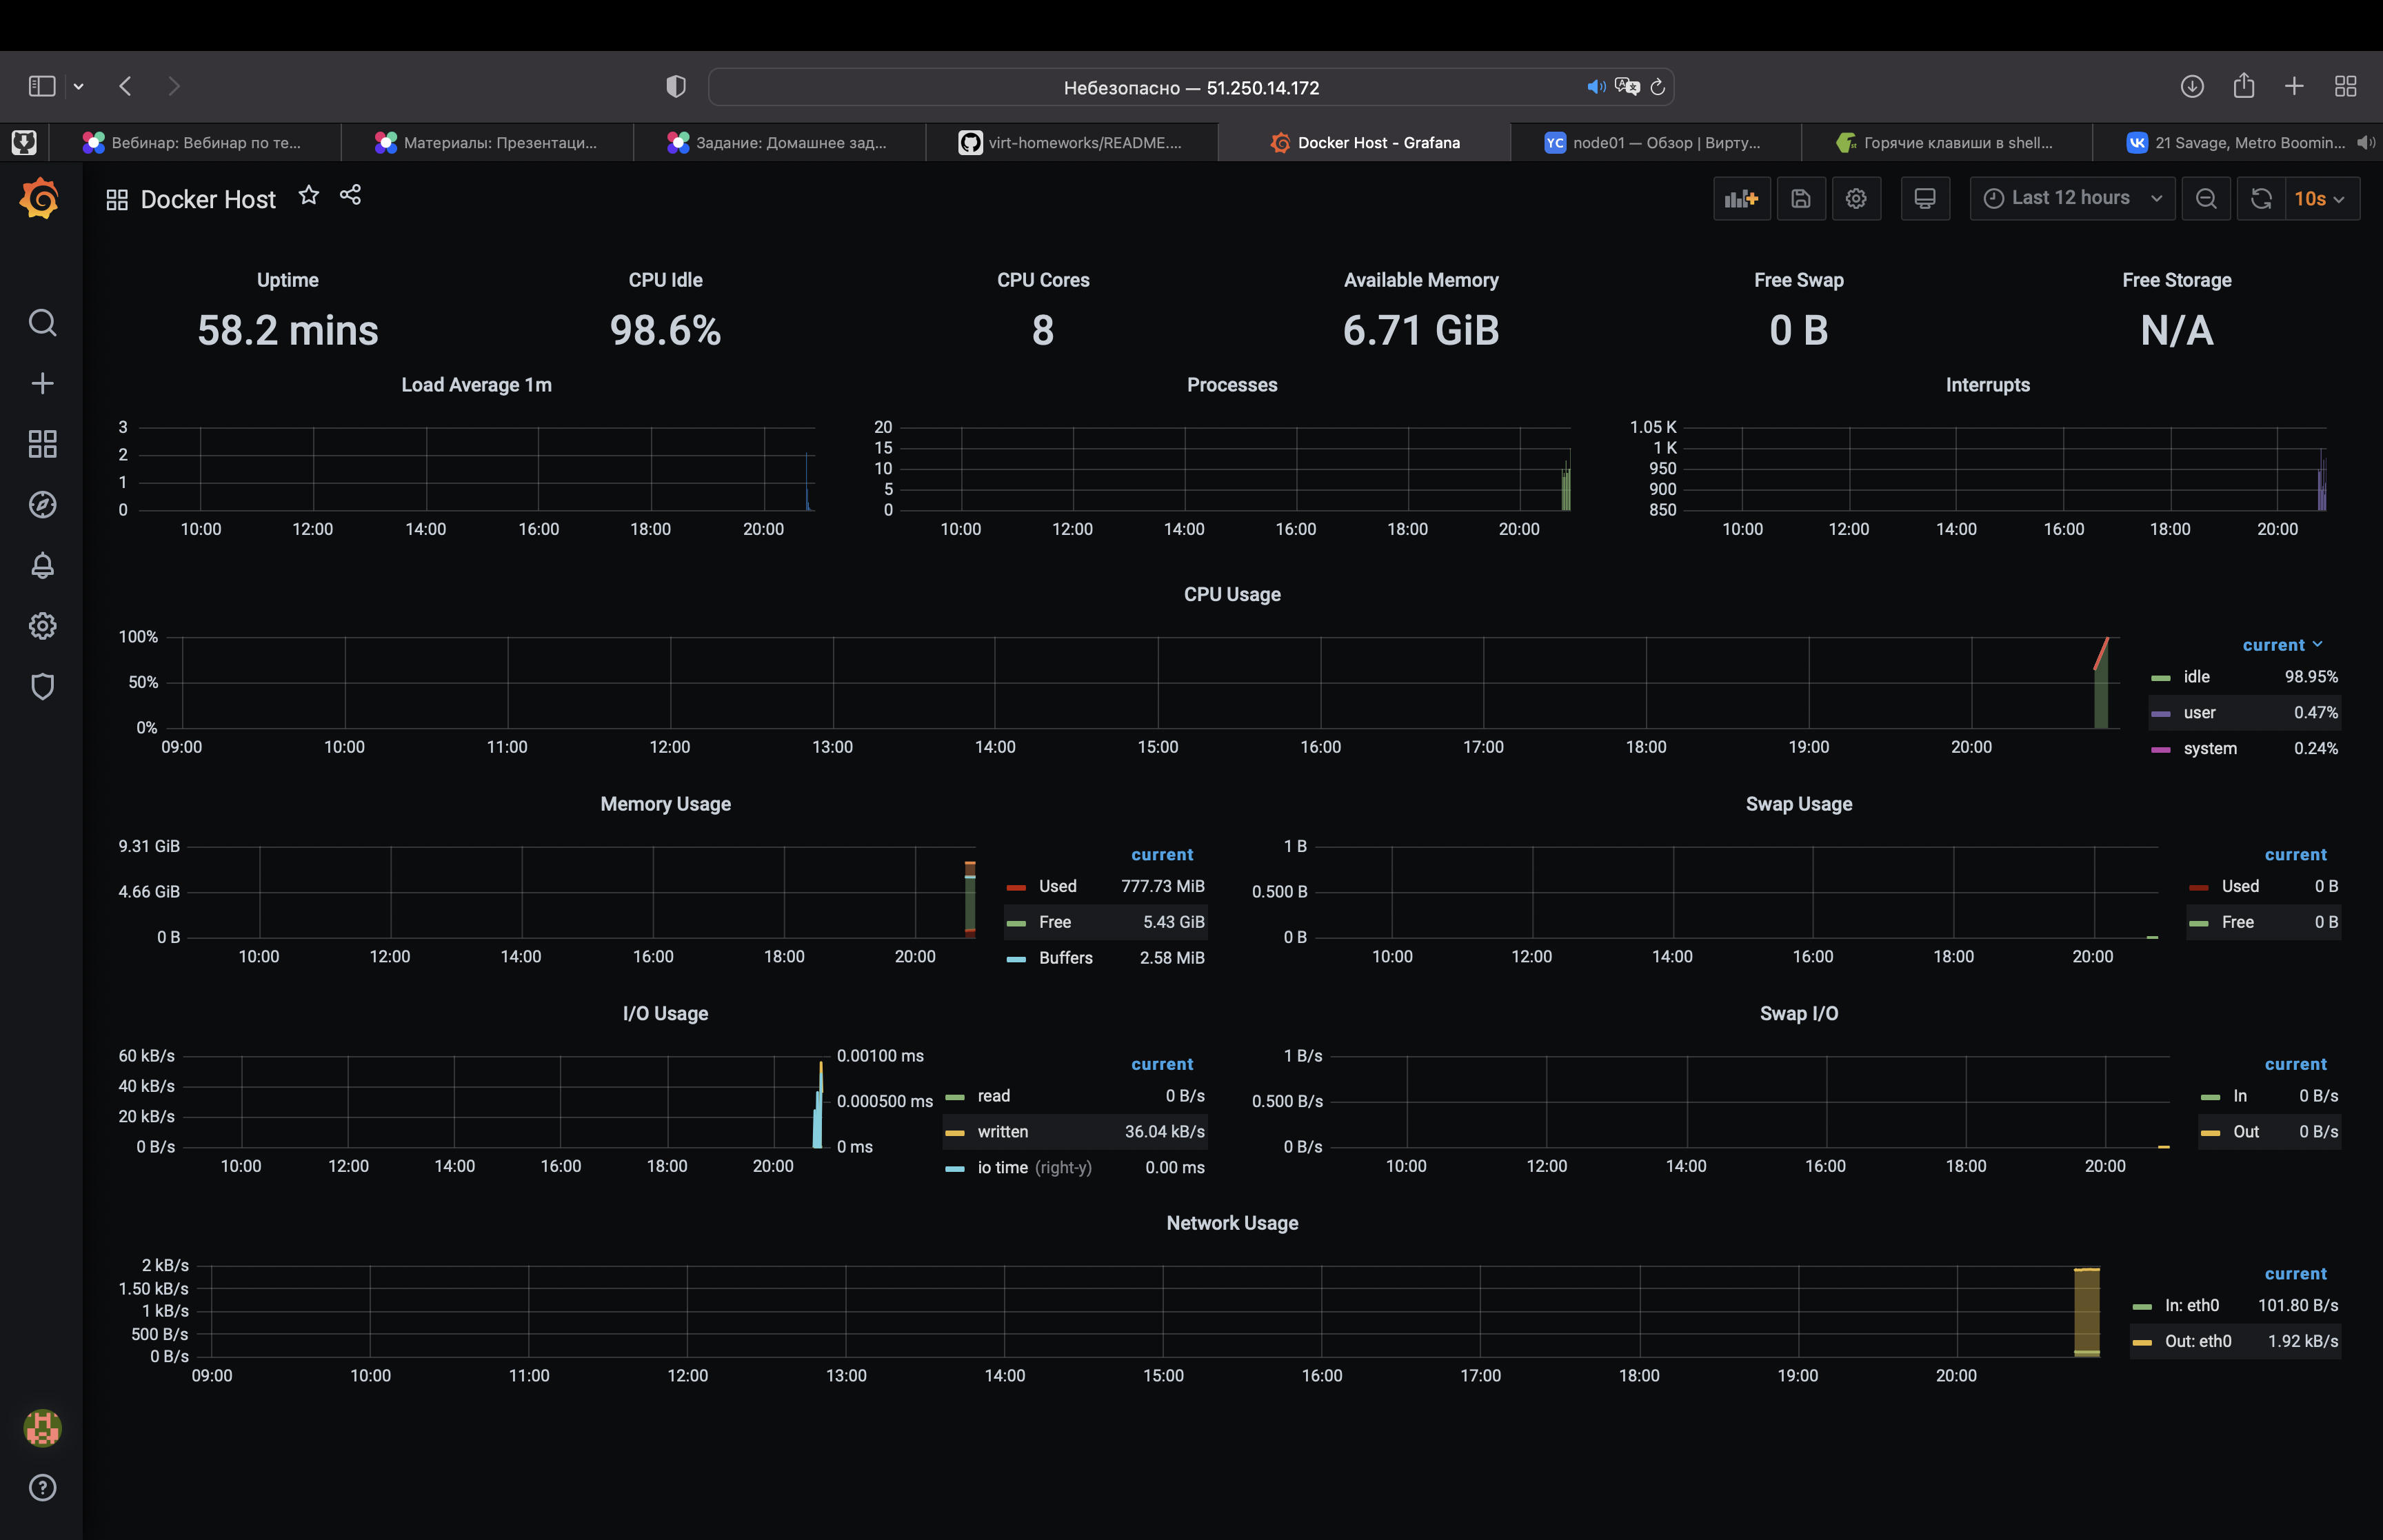 Небезопасно — 51.250.14.172
Вебинар: Вебинар по те...
Материалы: Презентаци...
Задание: Домашнее зад...
virt-homeworks/README....
Docker Host - Grafana
YC node01 — Обзор | Вирту...
Горячие клавиши в shell...
21 Savage, Metro Boomin...
Docker Host
Last 12 hours
10s
Uptime
58.2 mins
CPU Idle
98.6%
CPU Cores
8
Available Memory
6.71 GiB
Free Swap
0 B
Free Storage
N/A
Load Average 1m
3
2
1
0
10:00 12:00 14:00 16:00 18:00 20:00
Processes
20
15
10
5
0
10:00 12:00 14:00 16:00 18:00 20:00
Interrupts
1.05 K
1 K
950
900
850
10:00 12:00 14:00 16:00 18:00 20:00
CPU Usage
100%
50%
0%
09:00 10:00 11:00 12:00 13:00 14:00 15:00 16:00 17:00 18:00 19:00 20:00
current
idle 98.95%
user 0.47%
system 0.24%
Memory Usage
9.31 GiB
4.66 GiB
0 B
10:00 12:00 14:00 16:00 18:00 20:00
current
Used 777.73 MiB
Free 5.43 GiB
Buffers 2.58 MiB
Swap Usage
1 B
0.500 B
0 B
10:00 12:00 14:00 16:00 18:00 20:00
current
Used 0 B
Free 0 B
I/O Usage
60 kB/s
40 kB/s
20 kB/s
0 B/s
0.00100 ms
0.000500 ms
0 ms
10:00 12:00 14:00 16:00 18:00 20:00
current
read 0 B/s
written 36.04 kB/s
io time (right-y) 0.00 ms
Swap I/O
1 B/s
0.500 B/s
0 B/s
10:00 12:00 14:00 16:00 18:00 20:00
current
In 0 B/s
Out 0 B/s
Network Usage
2 kB/s
1.50 kB/s
1 kB/s
500 B/s
0 B/s
09:00 10:00 11:00 12:00 13:00 14:00 15:00 16:00 17:00 18:00 19:00 20:00
current
In: eth0 101.80 B/s
Out: eth0 1.92 kB/s